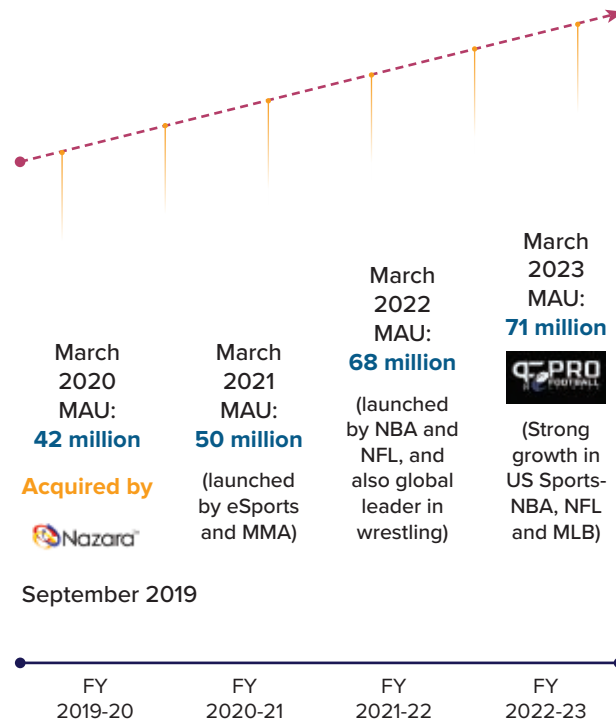 March
2020
MAU:
42 million
Acquired by
Nazara™
September 2019
March
2021
MAU:
50 million
(launched
by eSports
and MMA)
March
2022
MAU:
68 million
(launched
by NBA and
NFL, and
also global
leader in
wrestling)
March
2023
MAU:
71 million
PRO
FOOTBALL
(Strong
growth in
US Sports-
NBA, NFL
and MLB)
FY
2019-20
FY
2020-21
FY
2021-22
FY
2022-23